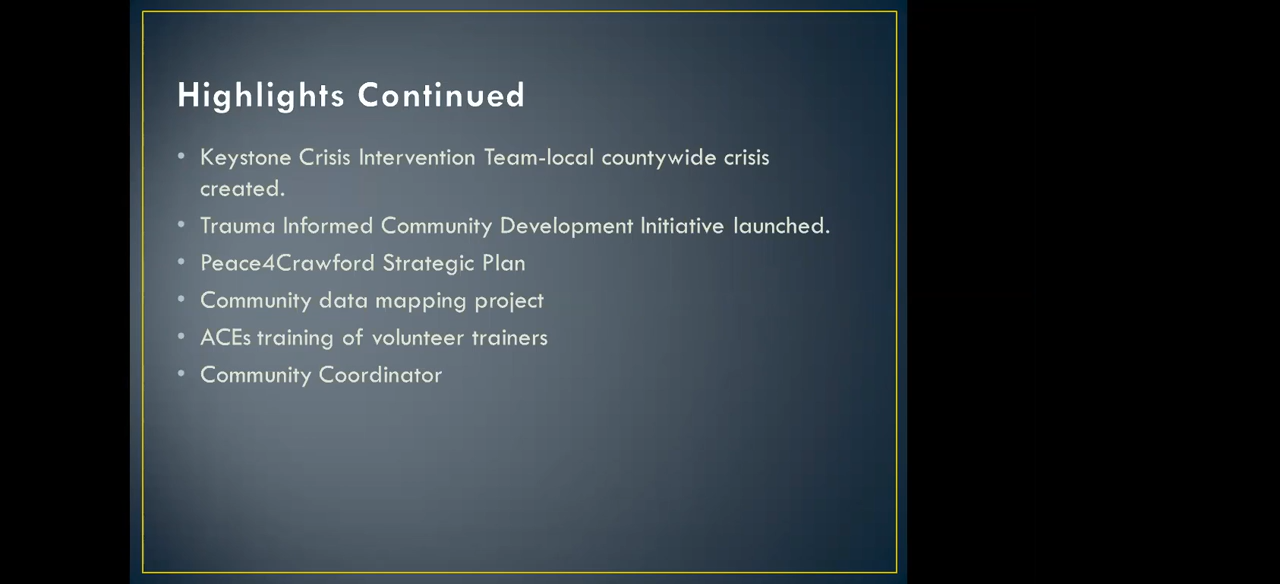 Highlights Continued
• Keystone Crisis Intervention Team-local countywide crisis
created.
• Trauma Informed Community Development Initiative launched.
• Peace4Crawford Strategic Plan
• Community data mapping project
• ACEs training of volunteer trainers
• Community Coordinator